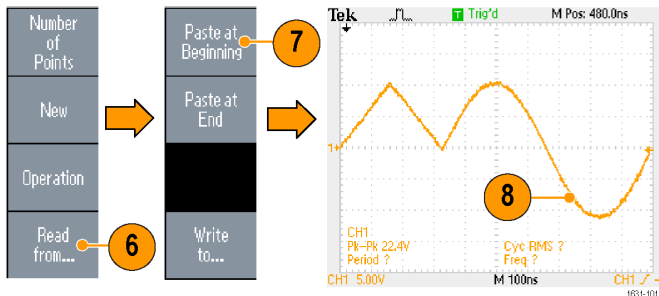 Number
of
Points
New
Operation
Read
from...
6
Paste at
Beginning
7
Paste at
End
Write
to...
Tek
T Trig'd
M Pos: 480.0ns
1+
8
CH1
Pk-Pk 22.4V
Cyc RMS ?
Period ?
Freq ?
CH1 5.00V
M 100ns
CH1
1631-101